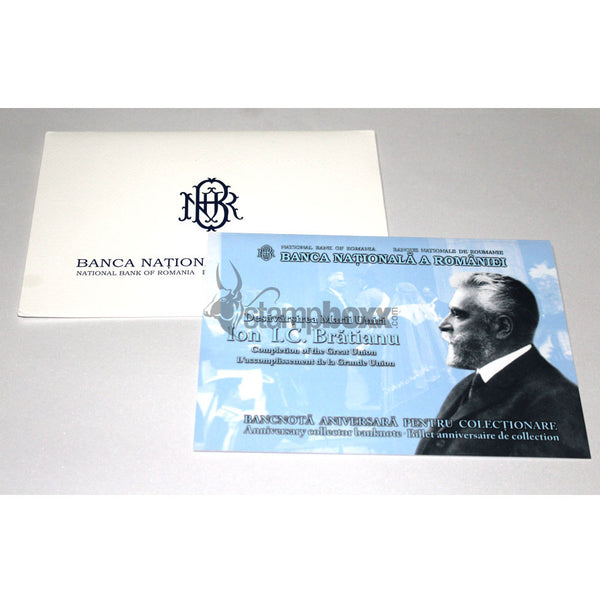 BNR
BANCA NAȚION
NATIONAL BANK OF ROMANIA
NATIONAL BANK OF ROMANIA BANQUE NATIONALE DE ROUMANIE
BANCA NAȚIONALĂ A ROMÂNIEI
stampboxx.com
Desăvârșirea Marii Uniri
Ion I.C. Brătianu
Completion of the Great Union
L'accomplissement de la Grande Union
BANCNOTĂ ANIVERSARĂ PENTRU COLECȚIONARE
Anniversary collector banknote · Billet anniversaire de collection